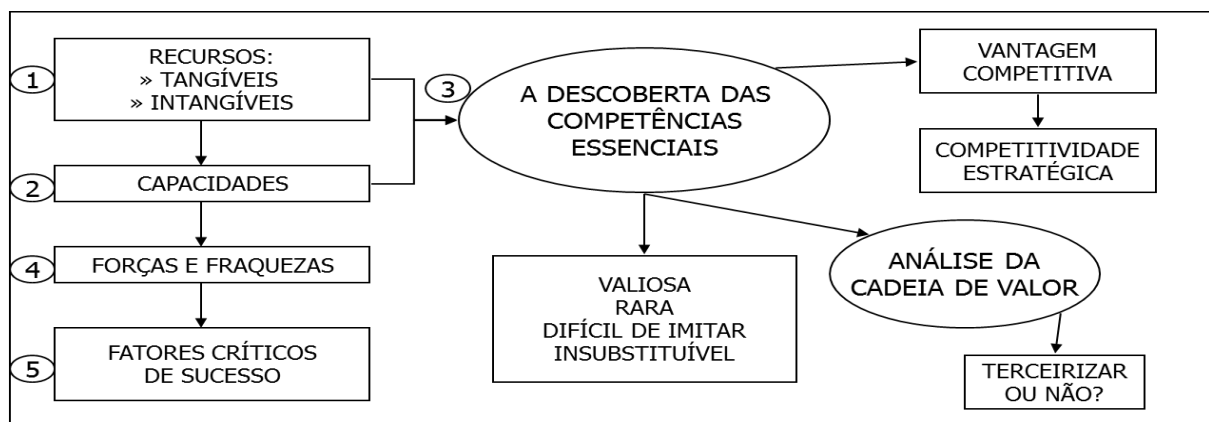 1
RECURSOS:
» TANGÍVEIS
» INTANGÍVEIS
2
CAPACIDADES
4
FORÇAS E FRAQUEZAS
5
FATORES CRÍTICOS
DE SUCESSO
3
A DESCOBERTA DAS
COMPETÊNCIAS
ESSENCIAIS
VALIOSA
RARA
DIFÍCIL DE IMITAR
INSUBSTITUÍVEL
VANTAGEM
COMPETITIVA
COMPETITIVIDADE
ESTRATÉGICA
ANÁLISE DA
CADEIA DE VALOR
TERCEIRIZAR
OU NÃO?